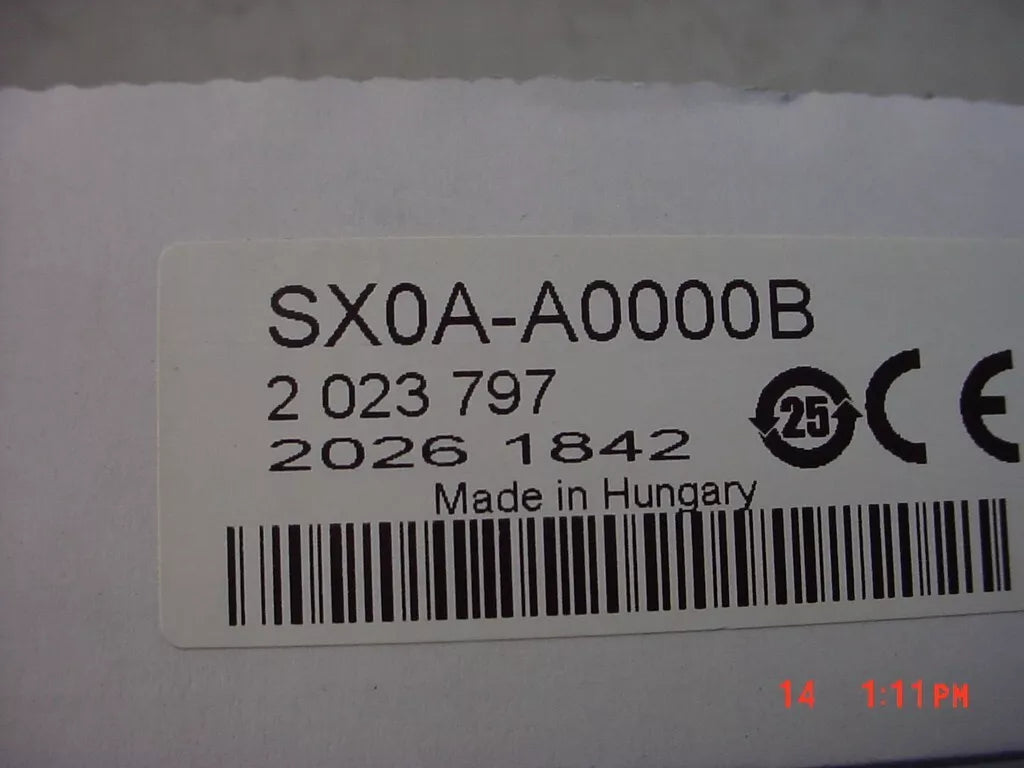 SX0A-A0000B
2 023 797
2026 1842
25 CE
Made in Hungary
14 1:11PM